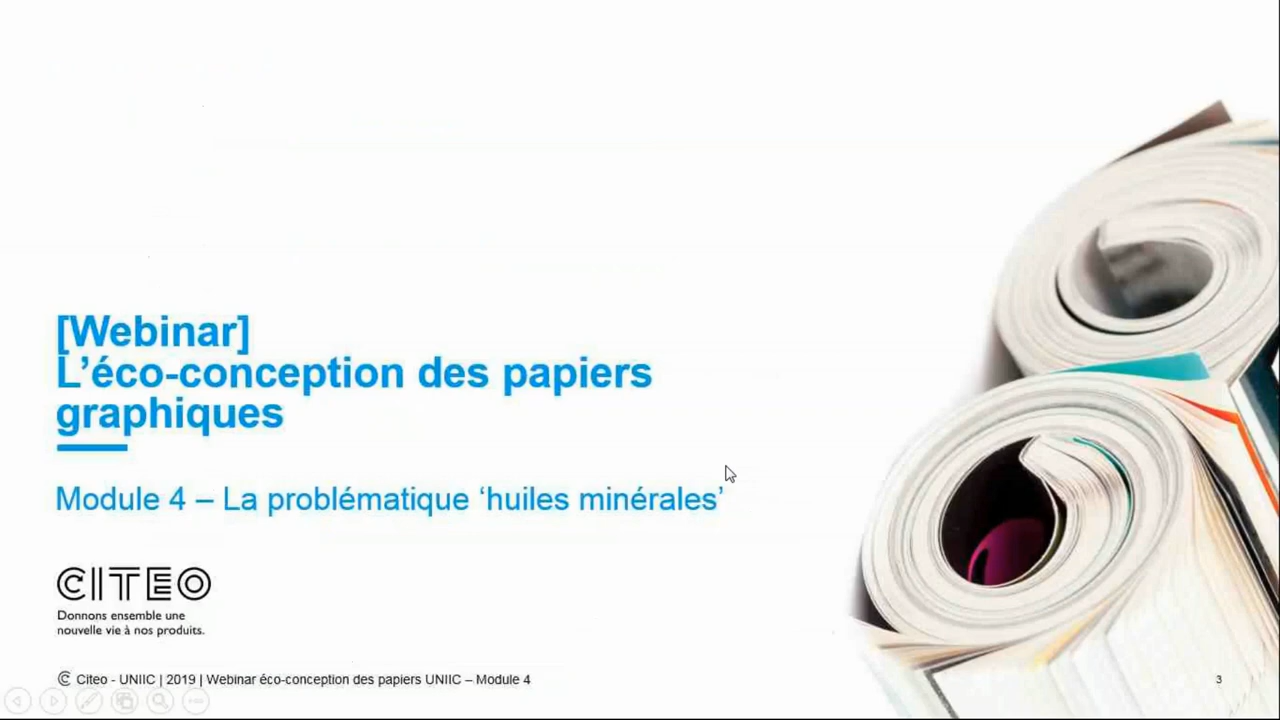 [Webinar]
L’éco-conception des papiers
graphiques
Module 4 – La problématique ‘huiles minérales’
CITEO
Donnons ensemble une
nouvelle vie à nos produits.
Citeo - UNIIC | 2019 | Webinar éco-conception des papiers UNIIC – Module 4
3